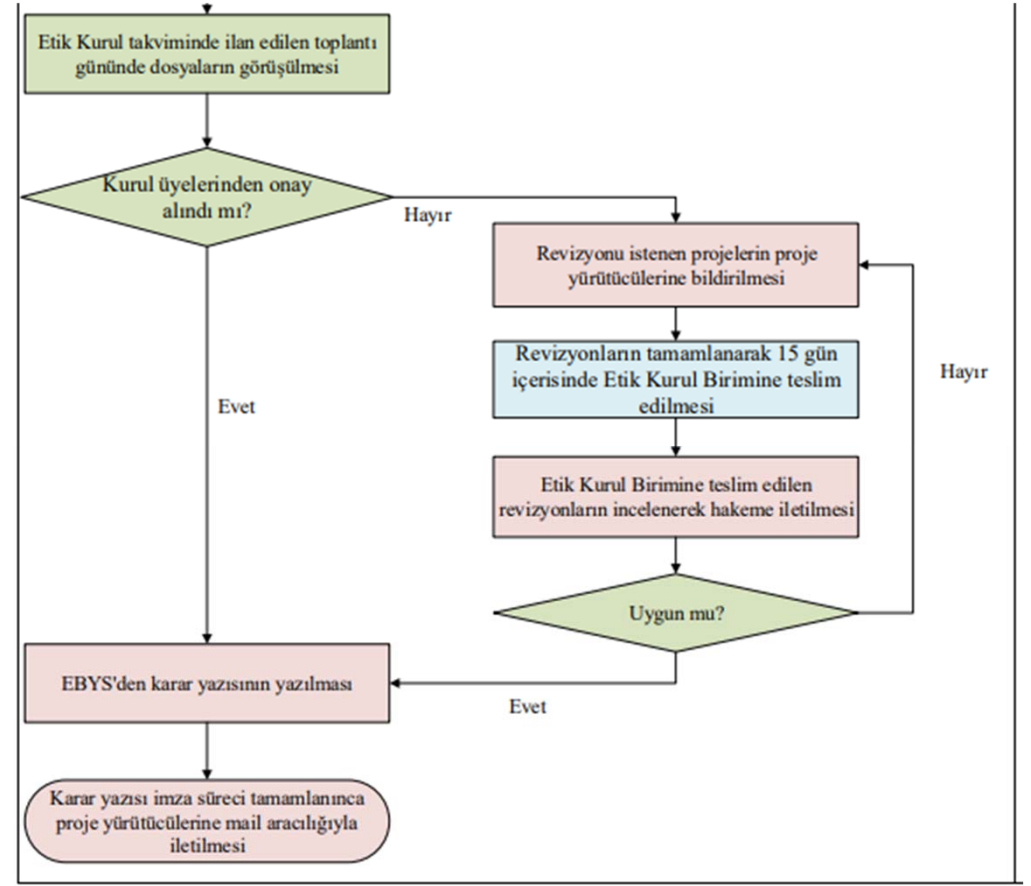 Etik Kurul takviminde ilan edilen toplantı
gününde dosyaların görüşülmesi
Kurul üyelerinden onay
alındı mı?
Hayır
Revizyonu istenen projelerin proje
yürütücülerine bildirilmesi
Revizyonların tamamlanarak 15 gün
içerisinde Etik Kurul Birimine teslim
edilmesi
Hayır
Evet
Etik Kurul Birimine teslim edilen
revizyonların incelenerek hakeme iletilmesi
Uygun mu?
EBYS'den karar yazısının yazılması
Evet
Karar yazısı imza süreci tamamlanınca
proje yürütücülerine mail aracılığıyla
iletilmesi